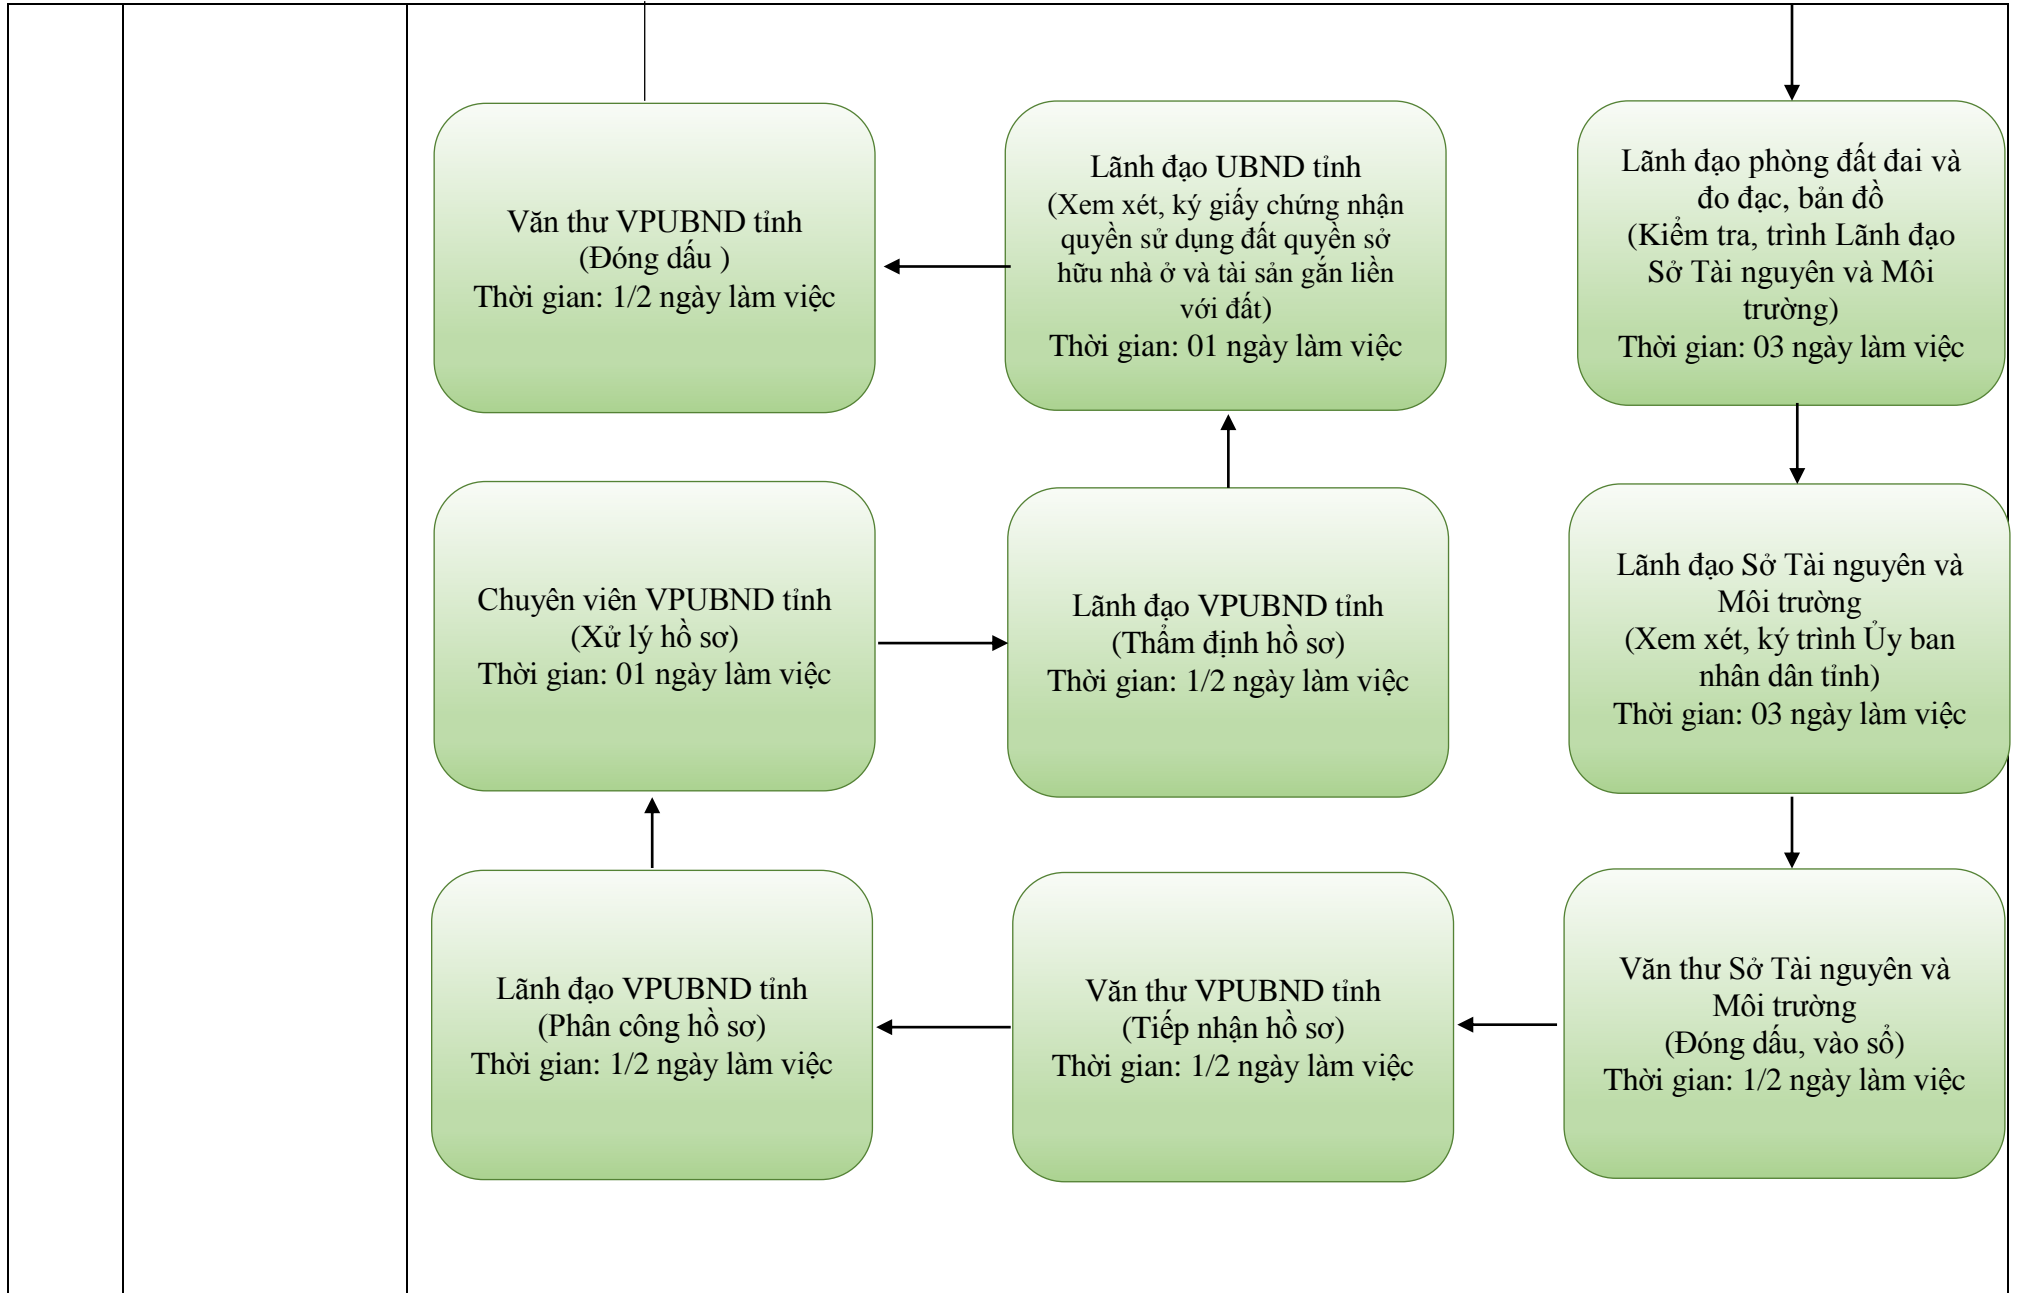 Văn thư VPUBND tỉnh
(Đóng dấu )
Thời gian: 1/2 ngày làm việc
Lãnh đạo UBND tỉnh
(Xem xét, ký giấy chứng nhận
quyền sử dụng đất quyền sở
hữu nhà ở và tài sản gắn liền
với đất)
Thời gian: 01 ngày làm việc
Lãnh đạo phòng đất đai và
đo đạc, bản đồ
(Kiểm tra, trình Lãnh đạo
Sở Tài nguyên và Môi
trường)
Thời gian: 03 ngày làm việc
Chuyên viên VPUBND tỉnh
(Xử lý hồ sơ)
Thời gian: 01 ngày làm việc
Lãnh đạo VPUBND tỉnh
(Thẩm định hồ sơ)
Thời gian: 1/2 ngày làm việc
Lãnh đạo Sở Tài nguyên và
Môi trường
(Xem xét, ký trình Ủy ban
nhân dân tỉnh)
Thời gian: 03 ngày làm việc
Lãnh đạo VPUBND tỉnh
(Phân công hồ sơ)
Thời gian: 1/2 ngày làm việc
Văn thư VPUBND tỉnh
(Tiếp nhận hồ sơ)
Thời gian: 1/2 ngày làm việc
Văn thư Sở Tài nguyên và
Môi trường
(Đóng dấu, vào sổ)
Thời gian: 1/2 ngày làm việc